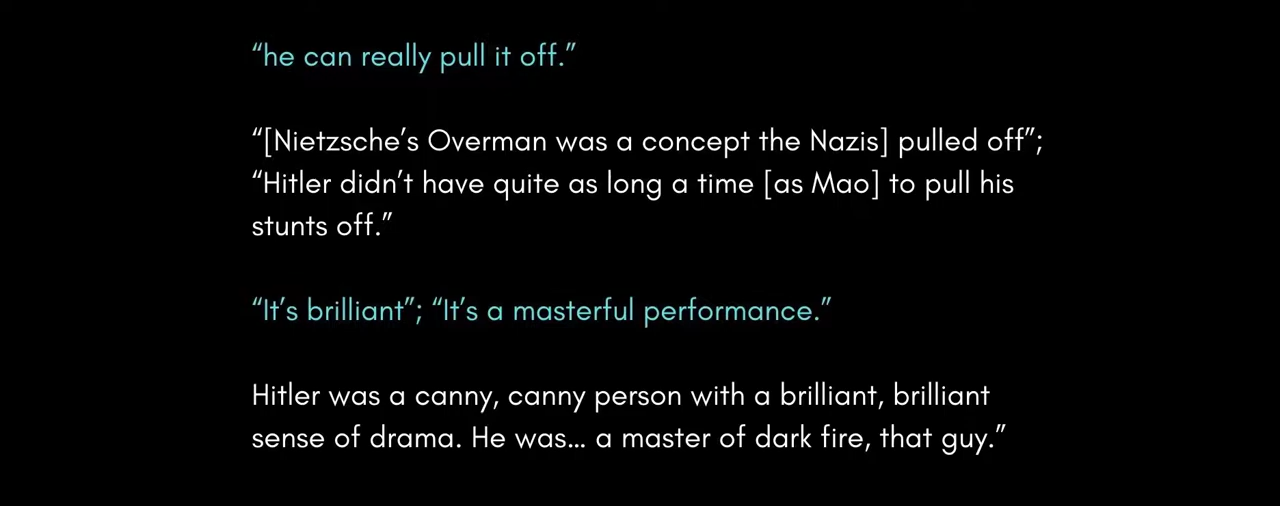 “he can really pull it off.”
“[Nietzsche’s Overman was a concept the Nazis] pulled off”;
“Hitler didn’t have quite as long a time [as Mao] to pull his
stunts off.”
“It’s brilliant”; “It’s a masterful performance.”
Hitler was a canny, canny person with a brilliant, brilliant
sense of drama. He was... a master of dark fire, that guy.”